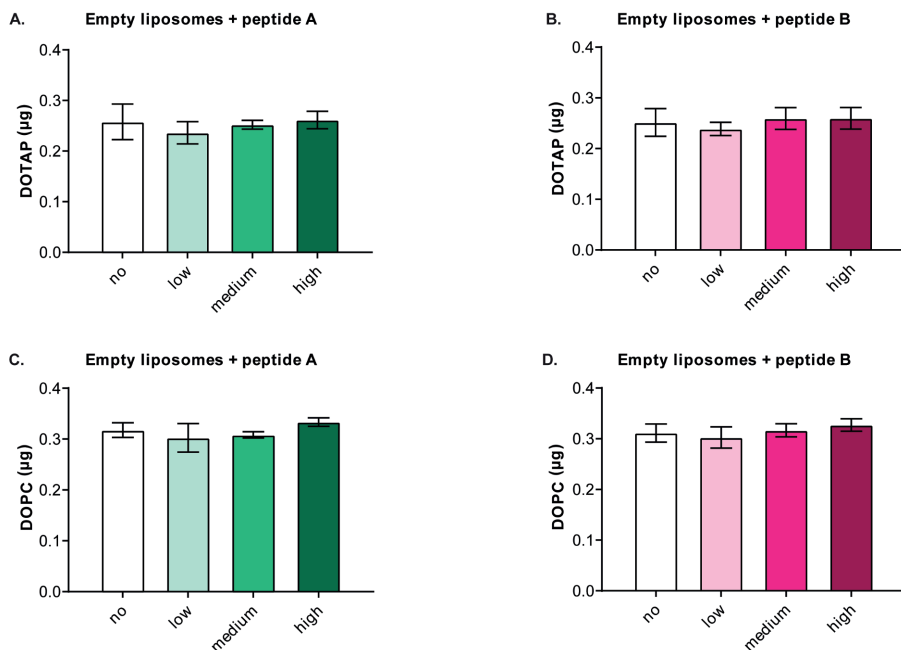 A.
Empty liposomes + peptide A
DOTAP (µg)
0.4
0.3
0.2
0.1
0.0
no
low
medium
high
B.
Empty liposomes + peptide B
DOTAP (µg)
0.4
0.3
0.2
0.1
0.0
no
low
medium
high
C.
Empty liposomes + peptide A
DOPC (µg)
0.4
0.3
0.2
0.1
0.0
no
low
medium
high
D.
Empty liposomes + peptide B
DOPC (µg)
0.4
0.3
0.2
0.1
0.0
no
low
medium
high